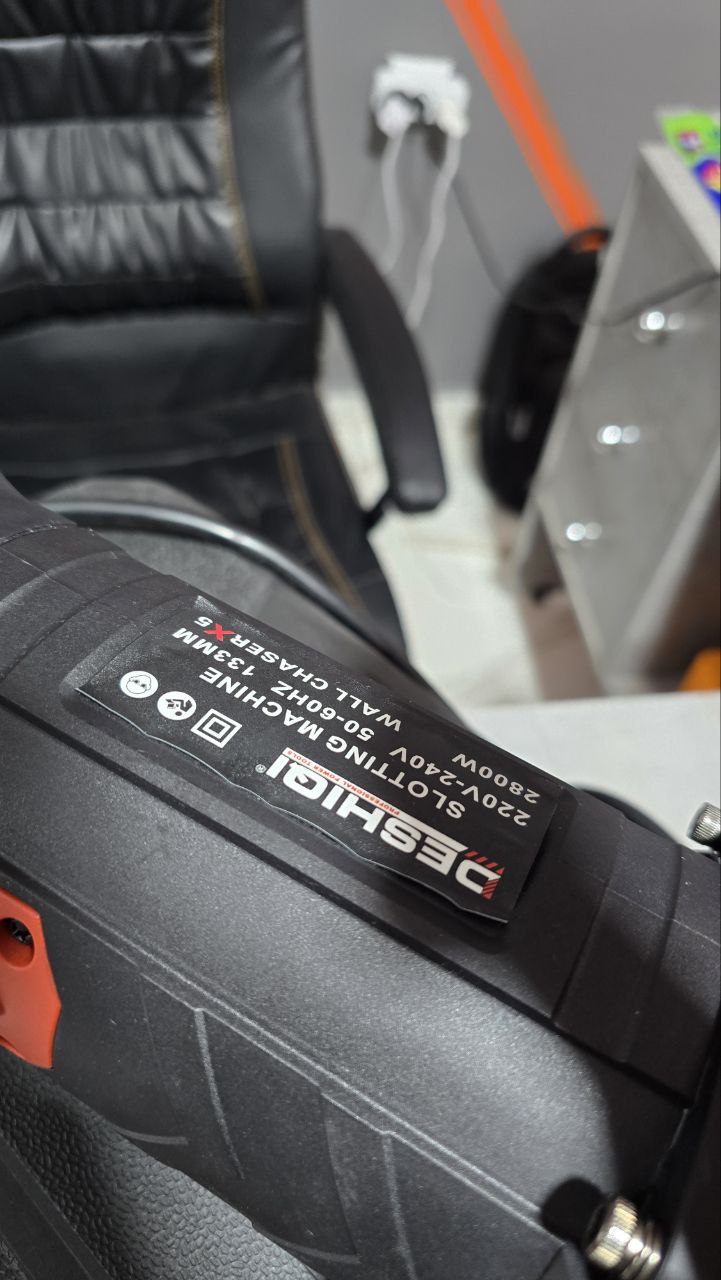 DESHIQI®
PROFESSIONAL POWER TOOLS
SLOTTING MACHINE
220V-240V 50-60HZ 133MM
2800W WALL CHASER X5